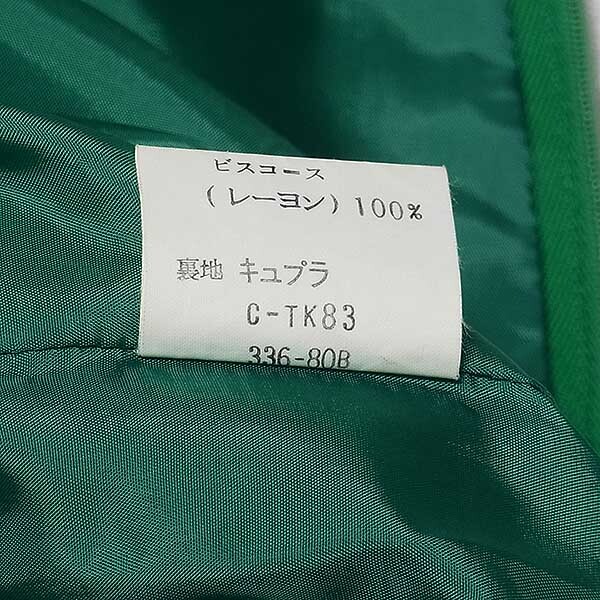 ビスコース
(レーヨン)100%
裏地 キュプラ
C-TK83
336-80B